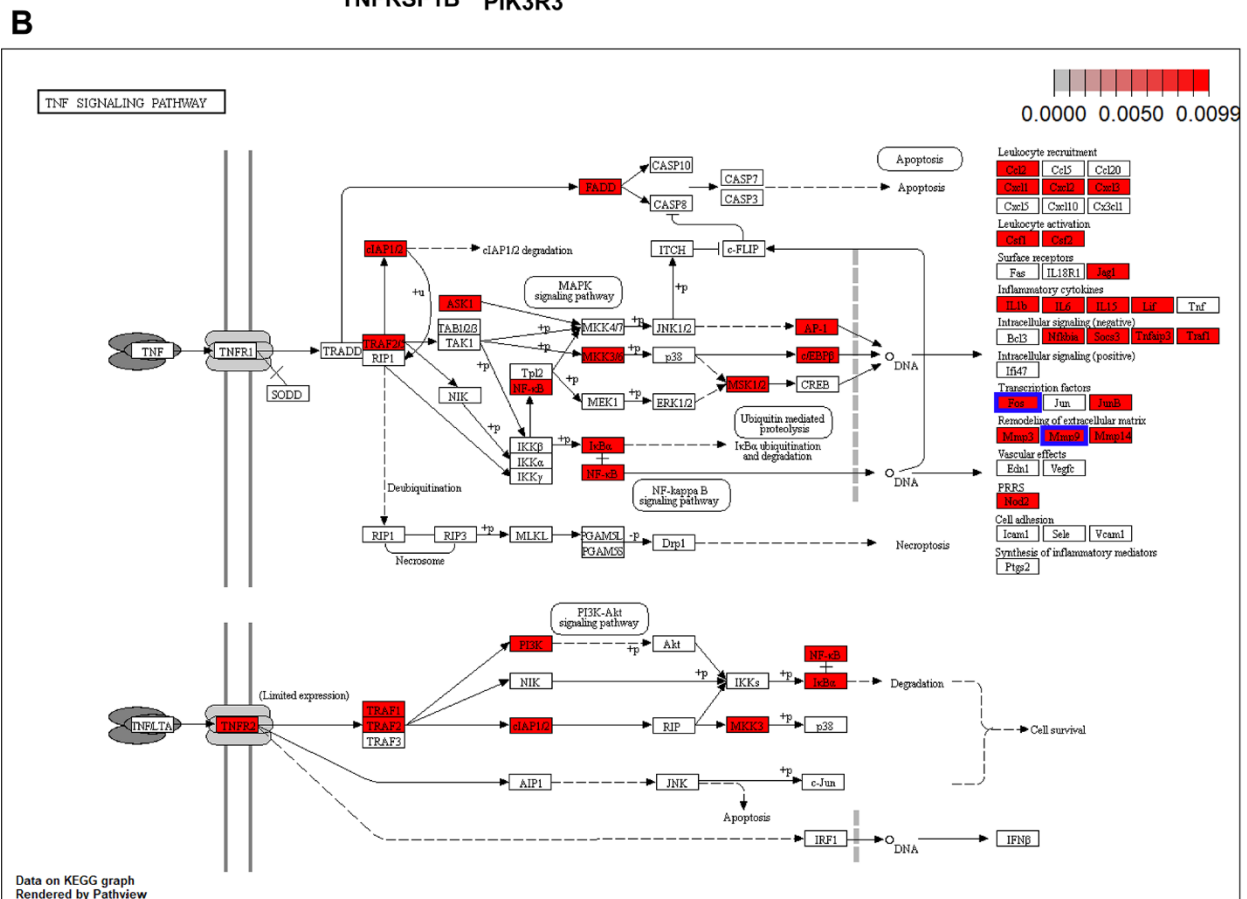 TNFRSF1B PIK3R3
B
TNF SIGNALING PATHWAY
0.0000 0.0050 0.0099
Leukocyte recruitment
Ccl2 Ccl5 Ccl20
Cxcl1 Cxcl2 Cxcl3
Cxcl5 Cxcl10 Cx3cl1
Leukocyte activation
Csf1 Csf2
Surface receptors
Fas IL18R1 Jag1
Inflammatory cytokines
IL1b IL6 IL15 Lif Tnf
Intracellular signaling (negative)
Bcl3 Nfkbia Socs3 Tnfaip3 Traf1
Intracellular signaling (positive)
Ifi47
Transcription factors
Fos Jun JunB
Remodeling of extracellular matrix
Mmp3 Mmp9 Mmp14
Vascular effects
Edn1 Vegfc
PRRS
Nod2
Cell adhesion
Icam1 Sele Vcam1
Synthesis of inflammatory mediators
Ptgs2
CASP10
Apoptosis
FADD
CASP7
Apoptosis
CASP8
CASP3
cIAP1/2
cIAP1/2 degradation
ITCH
c-FLIP
+u
MAPK
signaling pathway
+p
ASK1
TNF
TNFR1
SODD
TRADD
TRAF2/5
RIP1
TAB1/2/3
TAK1
+p
MKK4/7
+p
JNK1/2
AP-1
+p
MKK3/6
+p
p38
c/EBPβ
DNA
+p
Tpl2
NF-κB
+p
MEK1
ERK1/2
+p
MSK1/2
CREB
NIK
+p
IKKβ
IKKα
IKKγ
+p
IκBα
Ubiquitin mediated
proteolysis
IκBα ubiquitination
and degradation
NF-κB
DNA
NF-kappa B
signaling pathway
Deubiquitination
RIP1
RIP3
+p
MLKL
PGAM5L
PGAM5S
-p
Drp1
Necroptosis
Necrosome
PI3K-Akt
signaling pathway
PI3K
+p
Akt
NF-κB
(Limited expression)
NIK
+p
IKKs
+p
IκBα
Degradation
TNF/LTA
TNFR2
TRAF1
TRAF2
TRAF3
cIAP1/2
RIP
MKK3
+p
p38
Cell survival
AIP1
JNK
+p
c-Jun
Apoptosis
IRF1
DNA
IFNβ
Data on KEGG graph
Rendered by Pathview